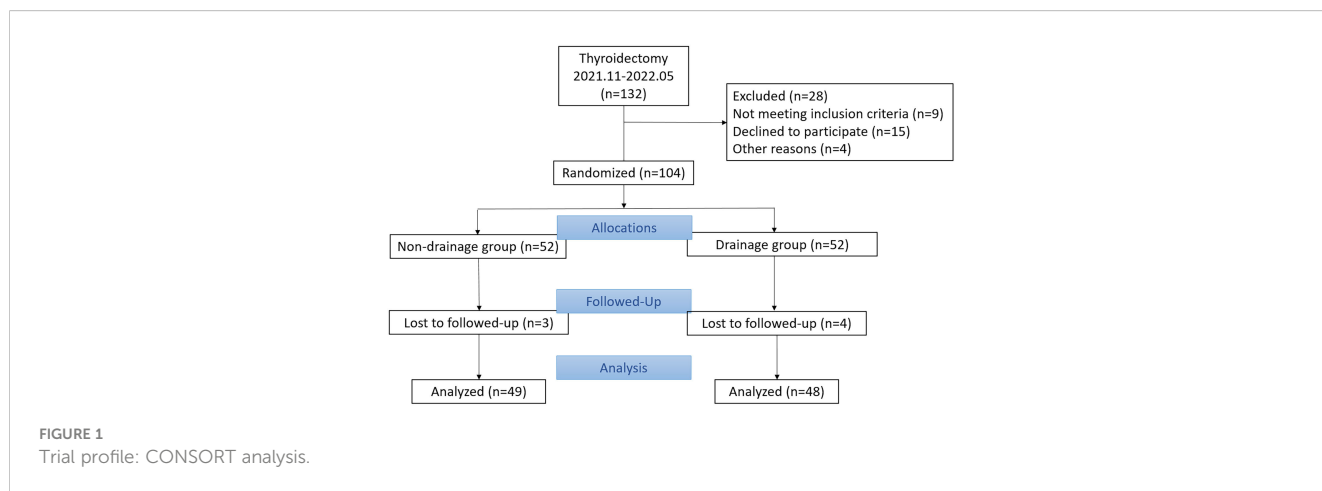 Thyroidectomy
2021.11-2022.05
(n=132)
Excluded (n=28)
Not meeting inclusion criteria (n=9)
Declined to participate (n=15)
Other reasons (n=4)
Randomized (n=104)
Allocations
Non-drainage group (n=52)
Drainage group (n=52)
Followed-Up
Lost to followed-up (n=3)
Lost to followed-up (n=4)
Analysis
Analyzed (n=49)
Analyzed (n=48)
FIGURE 1
Trial profile: CONSORT analysis.